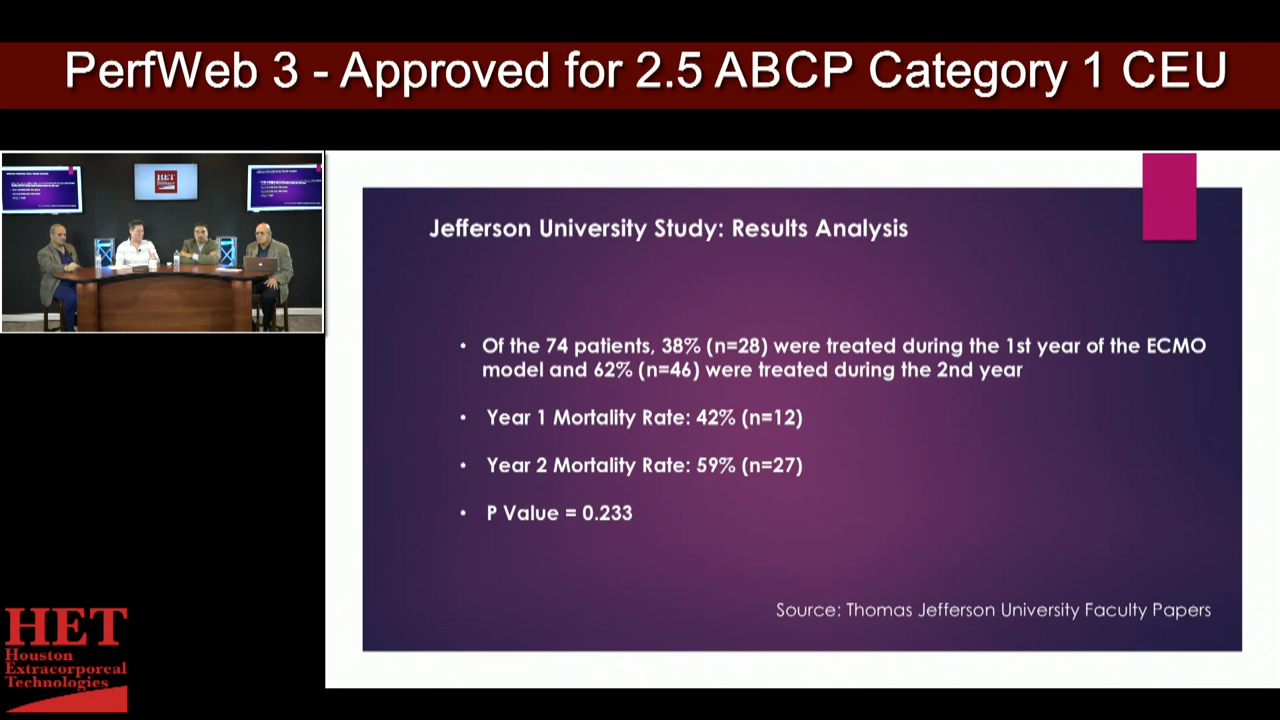 PerfWeb 3 - Approved for 2.5 ABCP Category 1 CEU
HET
Jefferson University Study: Results Analysis
• Of the 74 patients, 38% (n=28) were treated during the 1st year of the ECMO
model and 62% (n=46) were treated during the 2nd year
• Year 1 Mortality Rate: 42% (n=12)
• Year 2 Mortality Rate: 59% (n=27)
• P Value = 0.233
Source: Thomas Jefferson University Faculty Papers
HET
Houston
Extracorporeal
Technologies